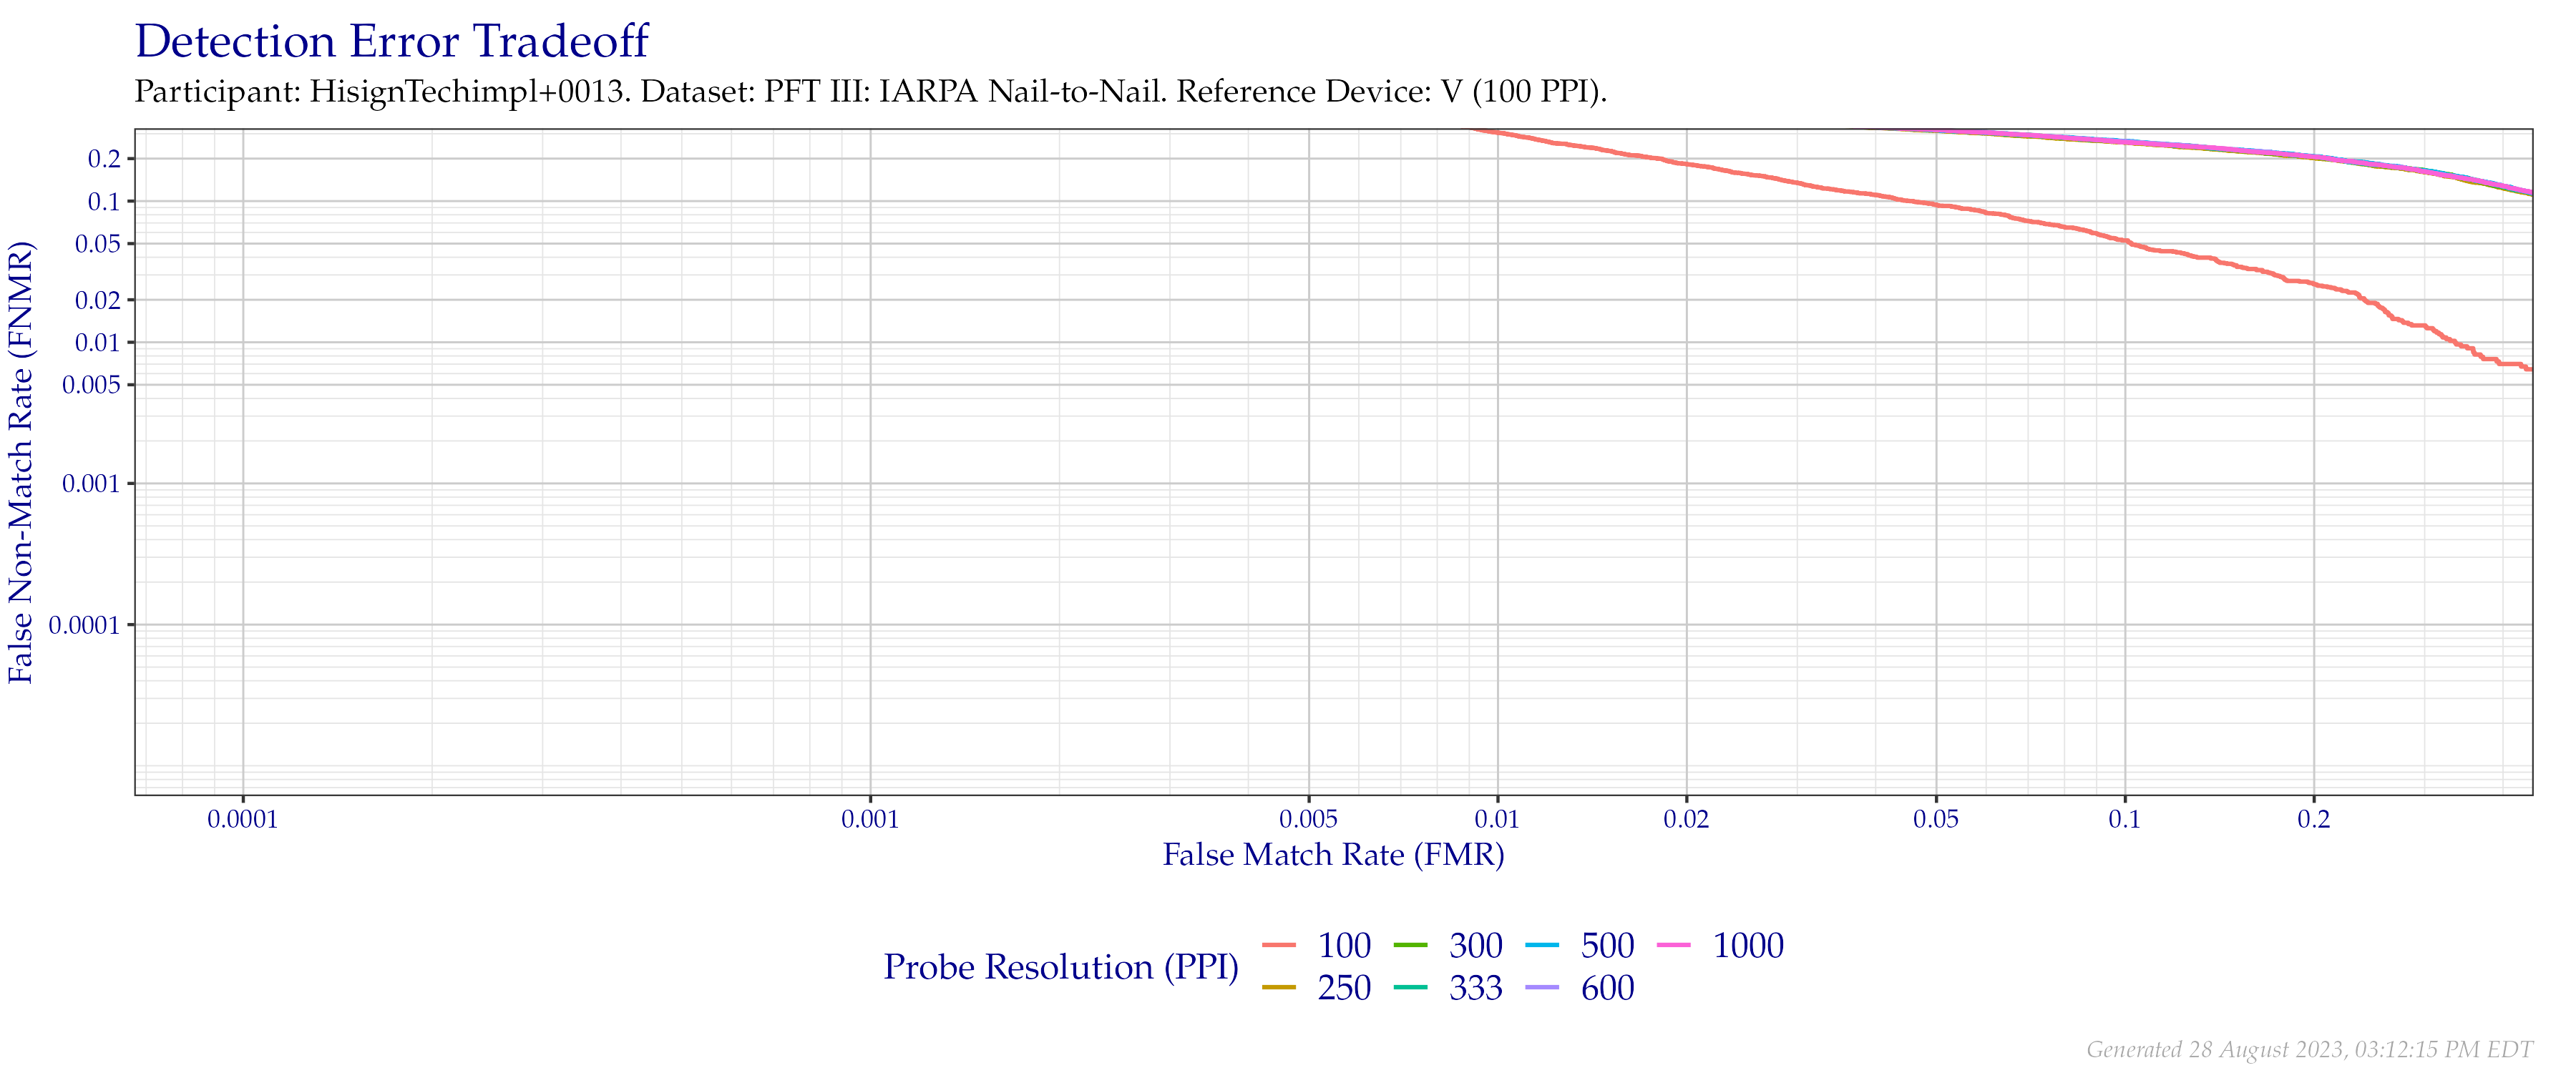 Detection Error Tradeoff
Participant: HisignTechimpl+0013. Dataset: PFT III: IARPA Nail-to-Nail. Reference Device: V (100 PPI).
False Non-Match Rate (FNMR)
0.2
0.1
0.05
0.02
0.01
0.005
0.001
0.0001
0.0001 0.001 0.005 0.01 0.02 0.05 0.1 0.2
False Match Rate (FMR)
Probe Resolution (PPI)
100 300 500 1000
250 333 600
Generated 28 August 2023, 03:12:15 PM EDT